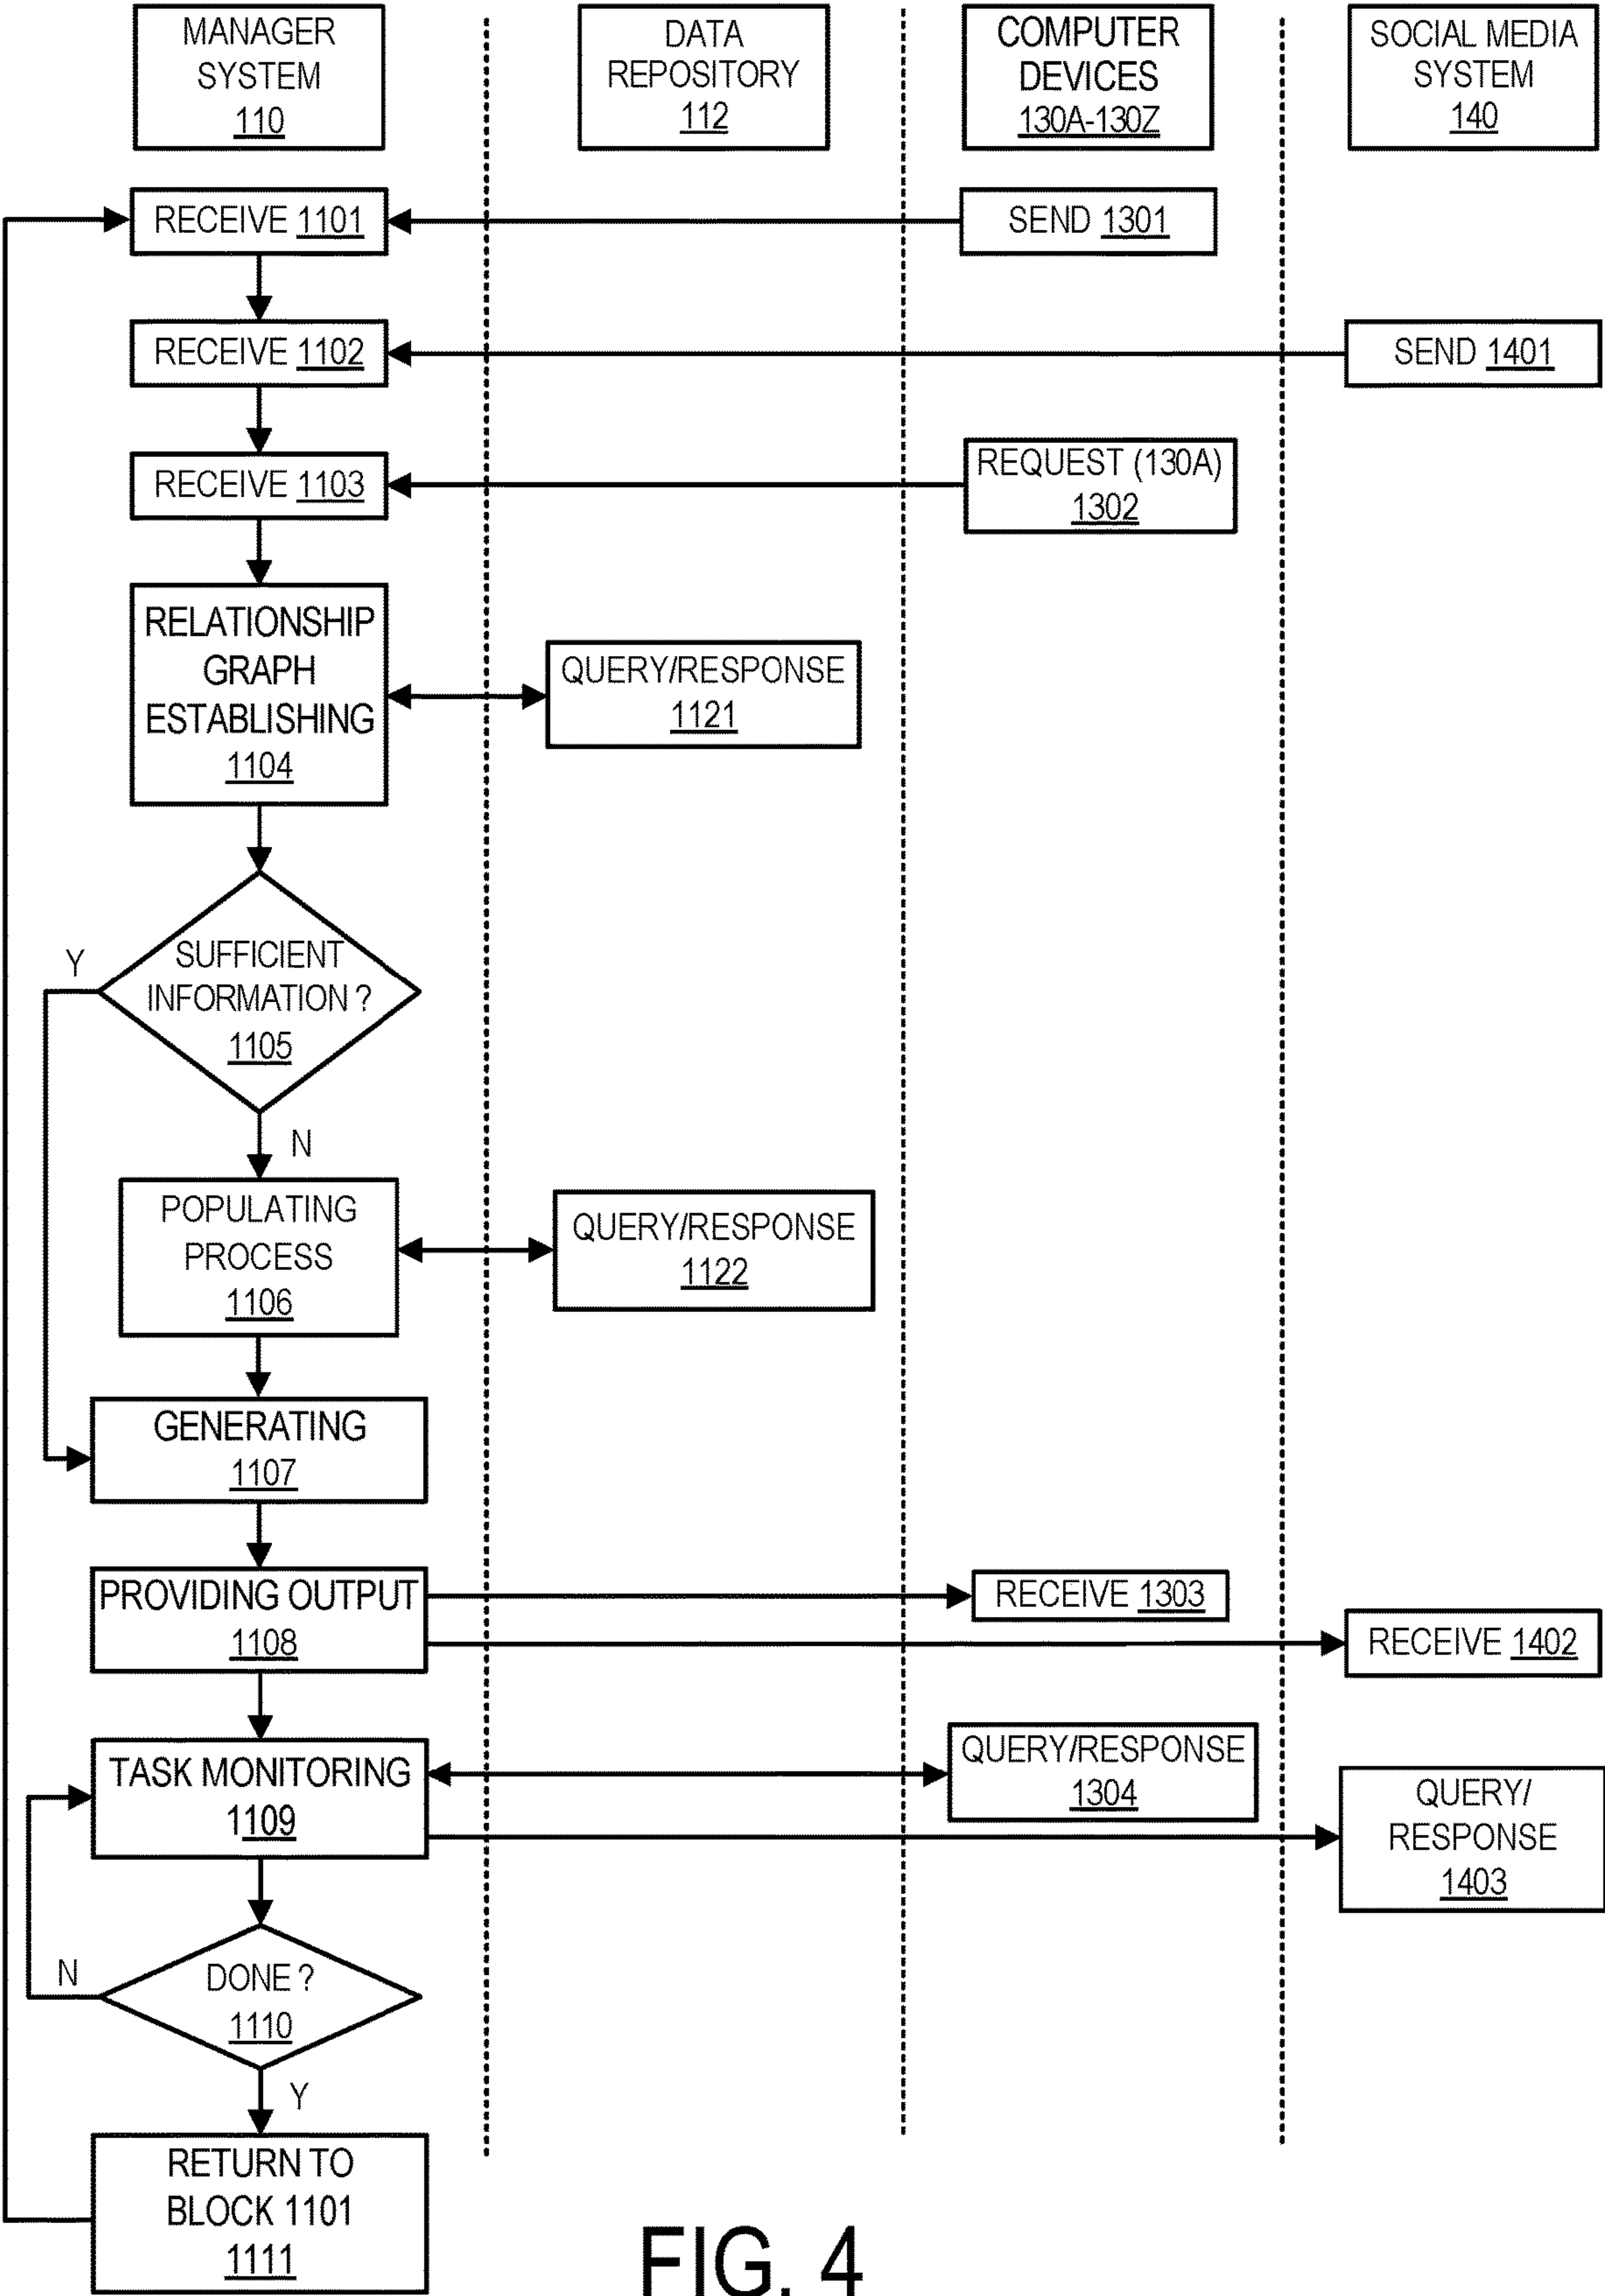 MANAGER
SYSTEM
110
DATA
REPOSITORY
112
COMPUTER
DEVICES
130A-130Z
SOCIAL MEDIA
SYSTEM
140
RECEIVE 1101
SEND 1301
RECEIVE 1102
SEND 1401
RECEIVE 1103
REQUEST (130A)
1302
RELATIONSHIP
GRAPH
ESTABLISHING
1104
QUERY/RESPONSE
1121
Y
SUFFICIENT
INFORMATION ?
1105
N
POPULATING
PROCESS
1106
QUERY/RESPONSE
1122
GENERATING
1107
PROVIDING OUTPUT
1108
RECEIVE 1303
RECEIVE 1402
TASK MONITORING
1109
QUERY/RESPONSE
1304
QUERY/
RESPONSE
1403
N
DONE ?
1110
Y
RETURN TO
BLOCK 1101
1111
FIG. 4